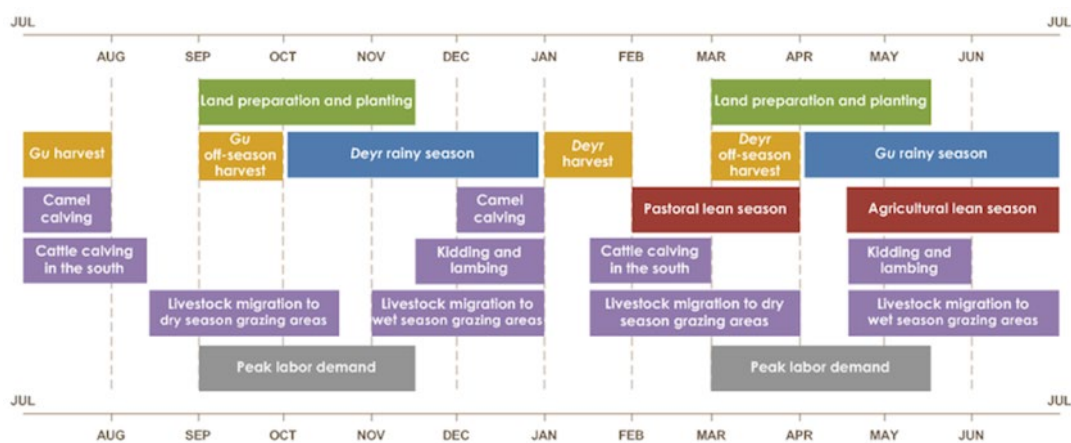 JUL JUL
AUG SEP OCT NOV DEC JAN FEB MAR APR MAY JUN
Land preparation and planting
Land preparation and planting
Gu harvest
Gu
off-season
harvest
Deyr rainy season
Deyr
harvest
Deyr
off-season
harvest
Gu rainy season
Camel
calving
Camel
calving
Pastoral lean season
Agricultural lean season
Cattle calving
in the south
Kidding and
lambing
Cattle calving
in the south
Kidding and
lambing
Livestock migration to
dry season grazing areas
Livestock migration to
wet season grazing areas
Livestock migration to dry
season grazing areas
Livestock migration to
wet season grazing areas
Peak labor demand
Peak labor demand
JUL JUL
AUG SEP OCT NOV DEC JAN FEB MAR APR MAY JUN